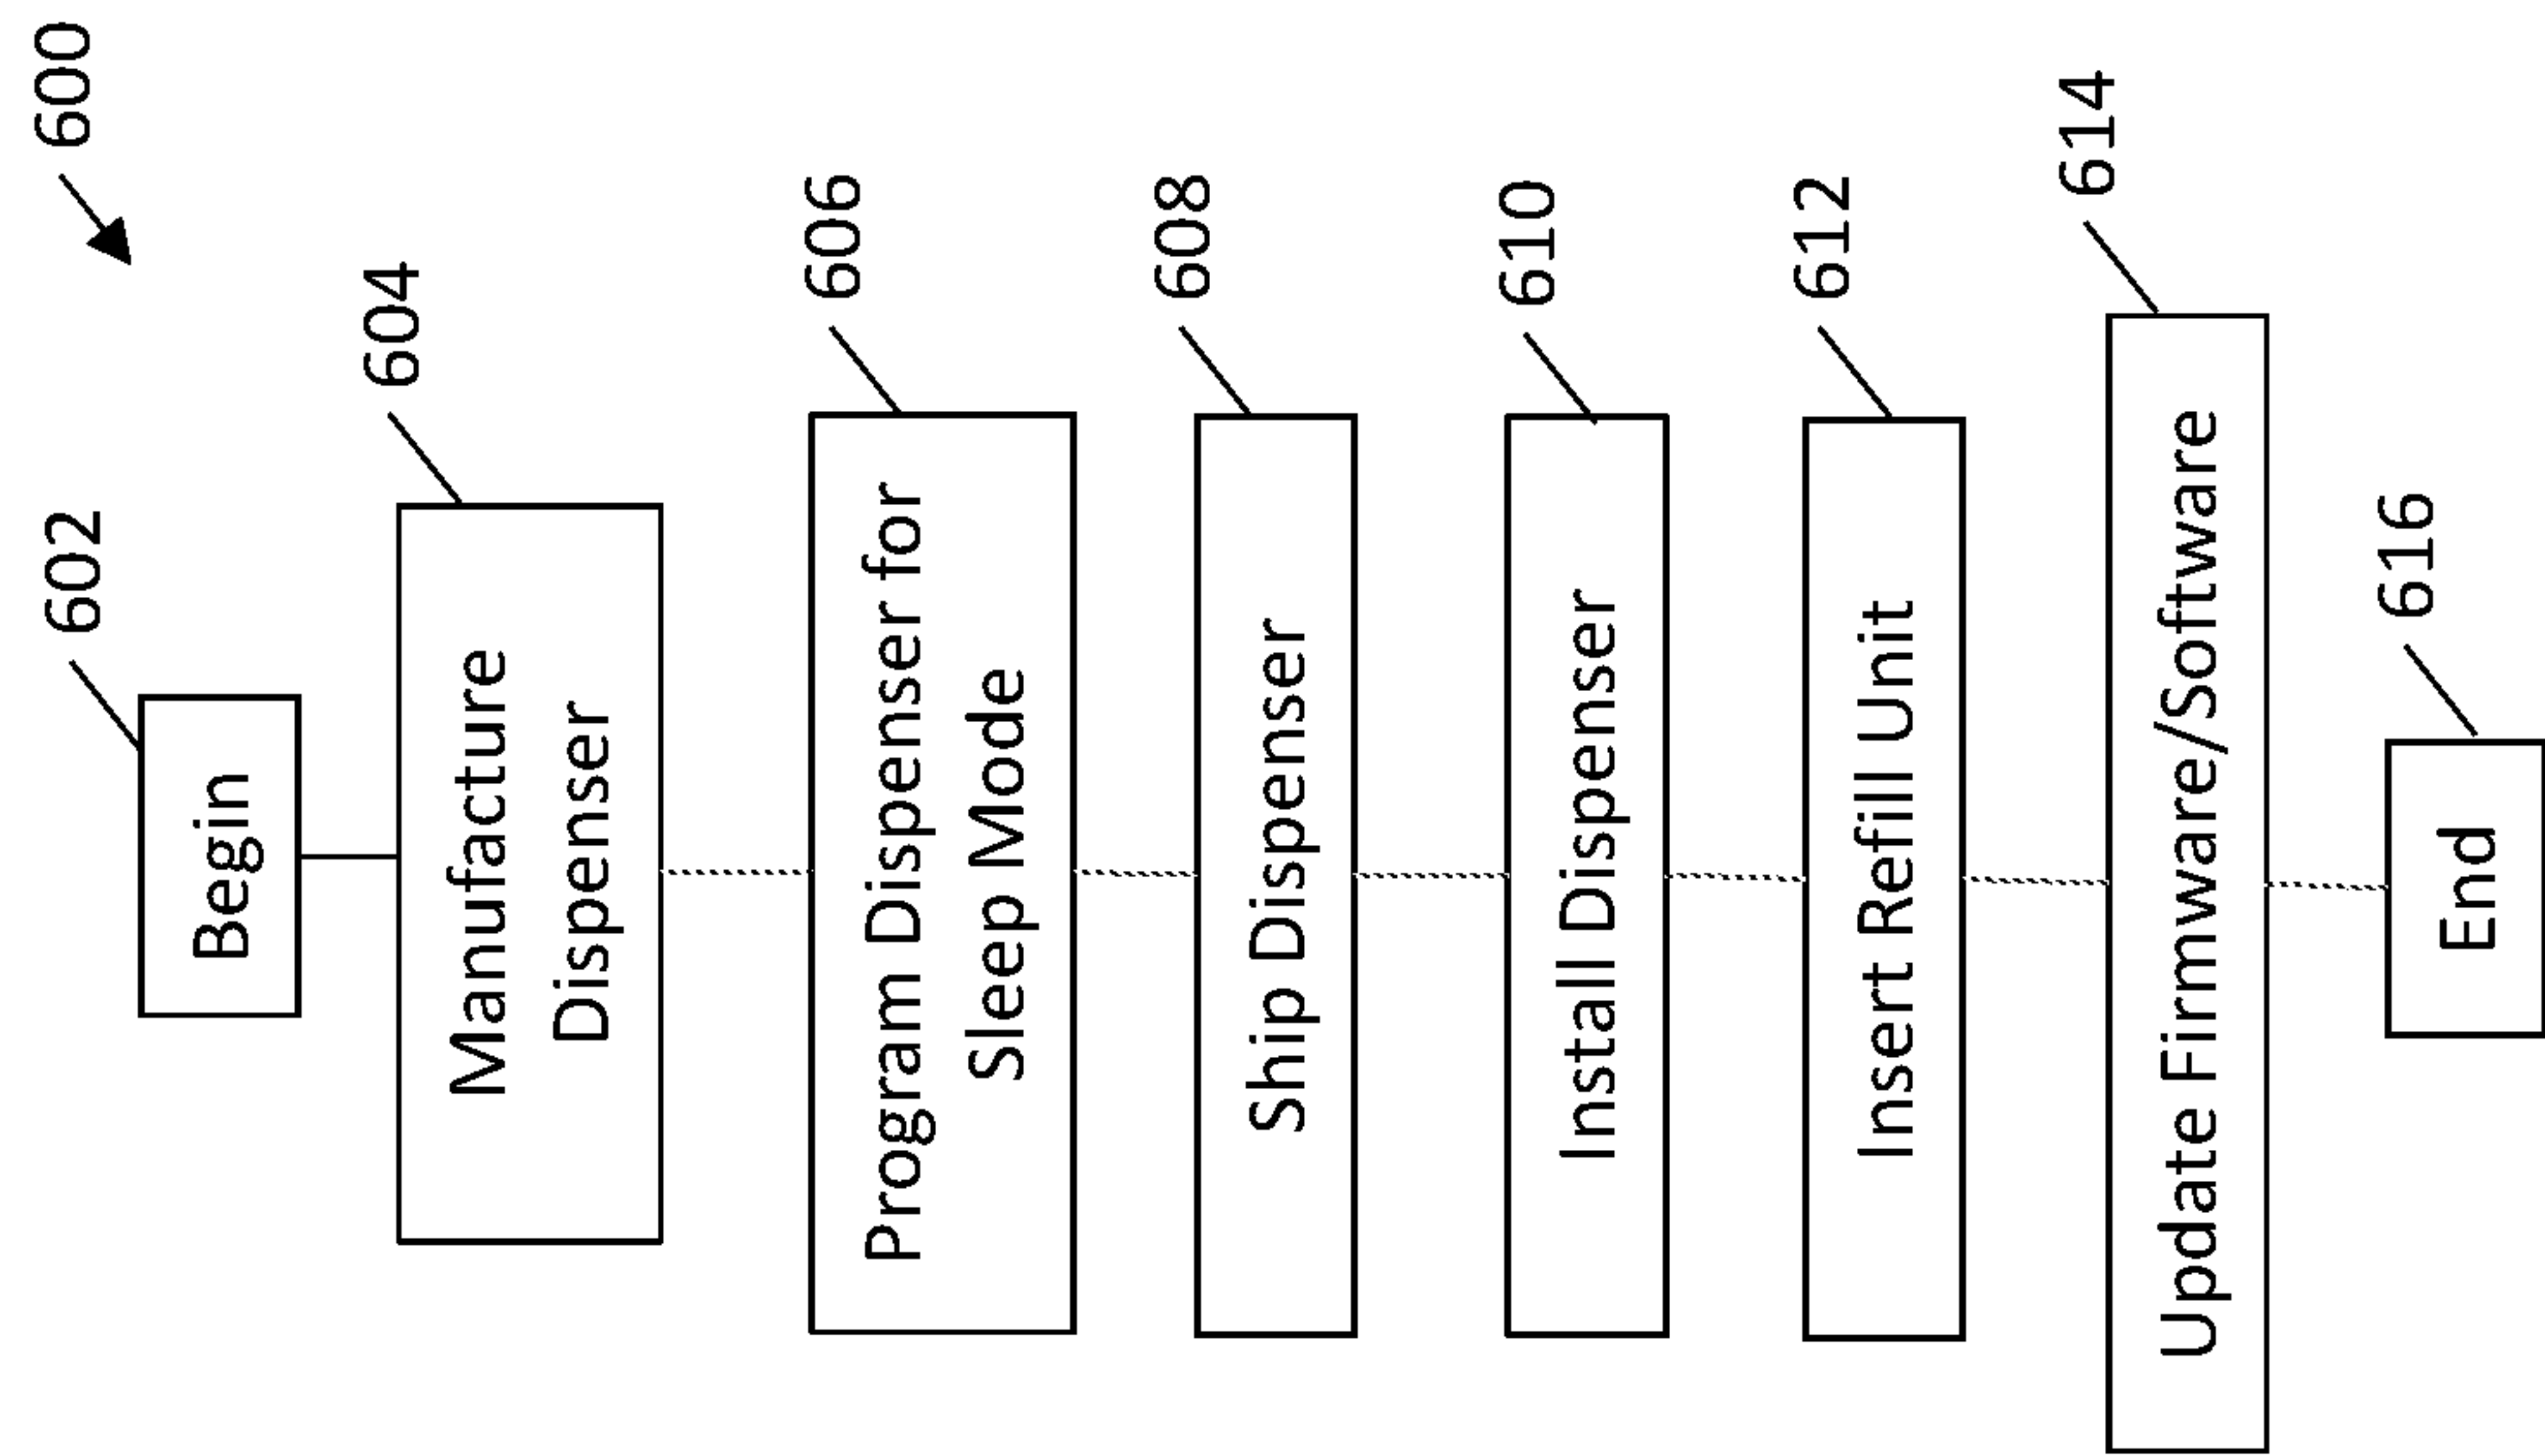 600
602
Begin
604
Manufacture
Dispenser
606
Program Dispenser for
Sleep Mode
608
Ship Dispenser
610
Install Dispenser
612
Insert Refill Unit
614
Update Firmware/Software
616
End